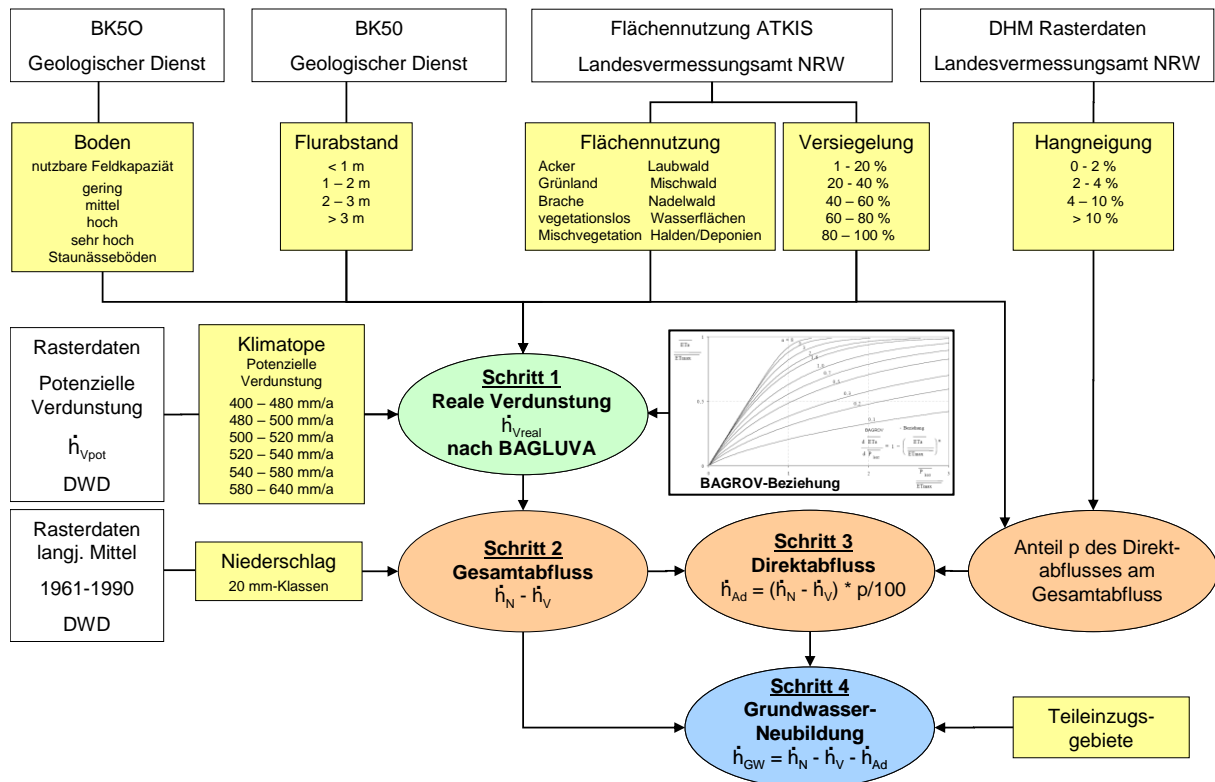 BK5O
Geologischer Dienst
BK50
Geologischer Dienst
Flächennutzung ATKIS
Landesvermessungsamt NRW
DHM Rasterdaten
Landesvermessungsamt NRW
Boden
nutzbare Feldkapaziät
gering
mittel
hoch
sehr hoch
Staunässeböden
Flurabstand
< 1 m
1 – 2 m
2 – 3 m
> 3 m
Flächennutzung
Acker Laubwald
Grünland Mischwald
Brache Nadelwald
vegetationslos Wasserflächen
Mischvegetation Halden/Deponien
Versiegelung
1 - 20 %
20 - 40 %
40 – 60 %
60 – 80 %
80 – 100 %
Hangneigung
0 - 2 %
2 - 4 %
4 – 10 %
> 10 %
Rasterdaten
Potenzielle
Verdunstung
ḣVpot
DWD
Klimatope
Potenzielle
Verdunstung
400 – 480 mm/a
480 – 500 mm/a
500 – 520 mm/a
520 – 540 mm/a
540 – 580 mm/a
580 – 640 mm/a
Schritt 1
Reale Verdunstung
ḣVreal
nach BAGLUVA
BAGROV - Beziehung
BAGROV-Beziehung
Rasterdaten
langj. Mittel
1961-1990
DWD
Niederschlag
20 mm-Klassen
Schritt 2
Gesamtabfluss
ḣN - ḣV
Schritt 3
Direktabfluss
ḣAd = (ḣN - ḣV) * p/100
Anteil p des Direkt-
abflusses am
Gesamtabfluss
Schritt 4
Grundwasser-
Neubildung
ḣGW = ḣN - ḣV - ḣAd
Teileinzugs-
gebiete